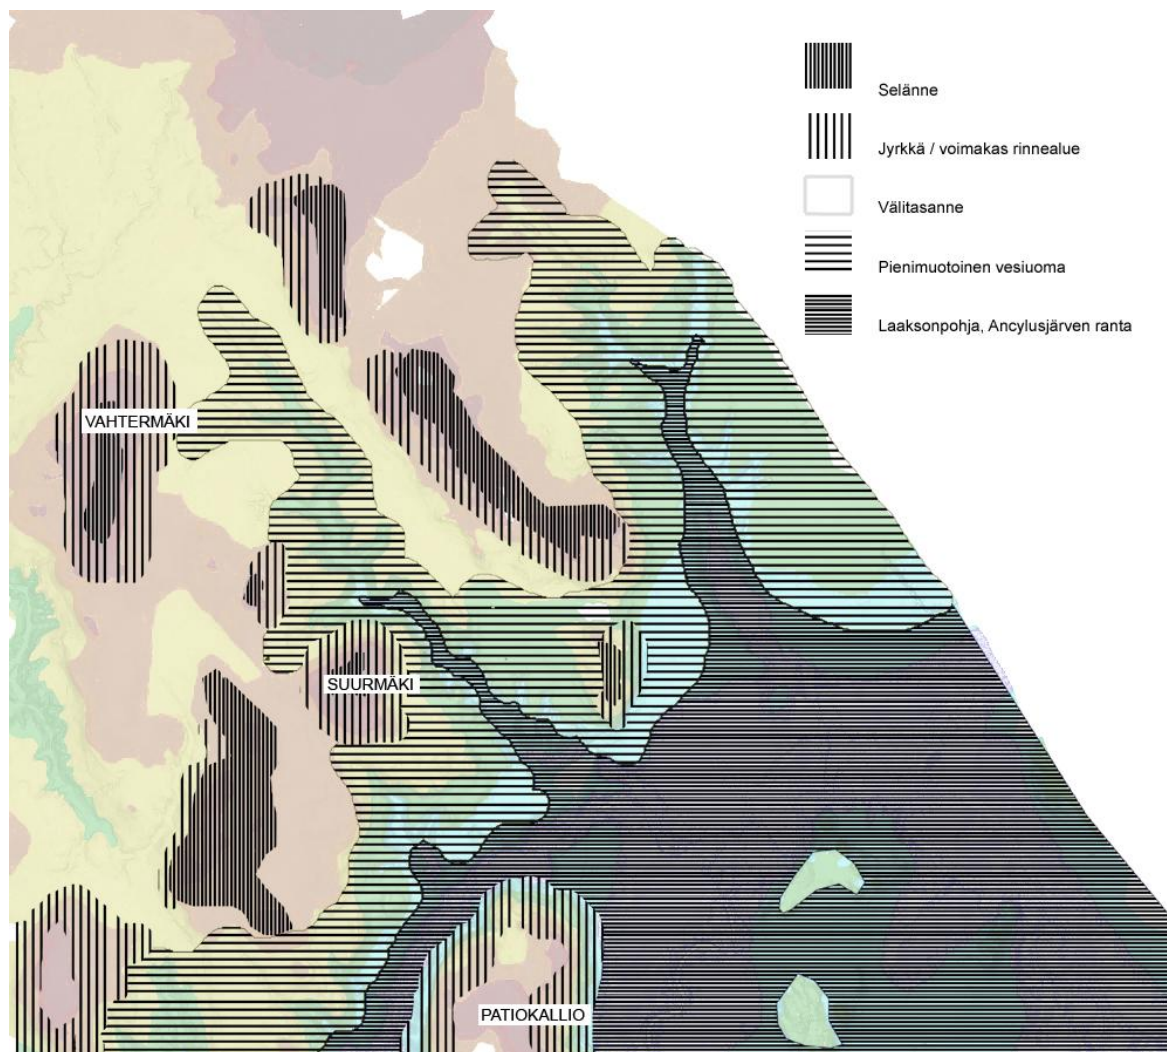 Selänne
Jyrkkä / voimakas rinnealue
Välitasanne
Pienimuotoinen vesiuoma
Laaksonpohja, Ancylusjärven ranta
VAHTERMÄKI
SUURMÄKI
PATIOKALLIO